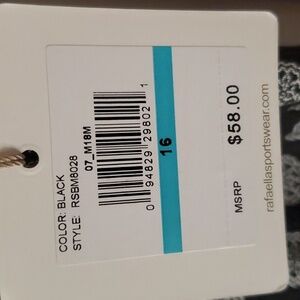 COLOR: BLACK
STYLE: RSBM8028
07_M18M
0 94829 29802 1
16
MSRP $58.00
rafaellasportswear.com